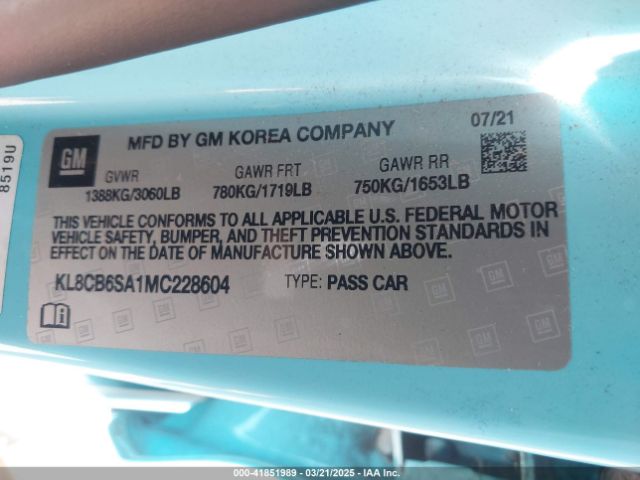 8519U
GM
MFD BY GM KOREA COMPANY
07/21
GVWR
GAWR FRT
GAWR RR
1388KG/3060LB
780KG/1719LB
750KG/1653LB
THIS VEHICLE CONFORMS TO ALL APPLICABLE U.S. FEDERAL MOTOR
VEHICLE SAFETY, BUMPER, AND THEFT PREVENTION STANDARDS IN
EFFECT ON THE DATE OF MANUFACTURE SHOWN ABOVE.
KL8CB6SA1MC228604
TYPE: PASS CAR
000-41851989 - 03/21/2025 - IAA Inc.